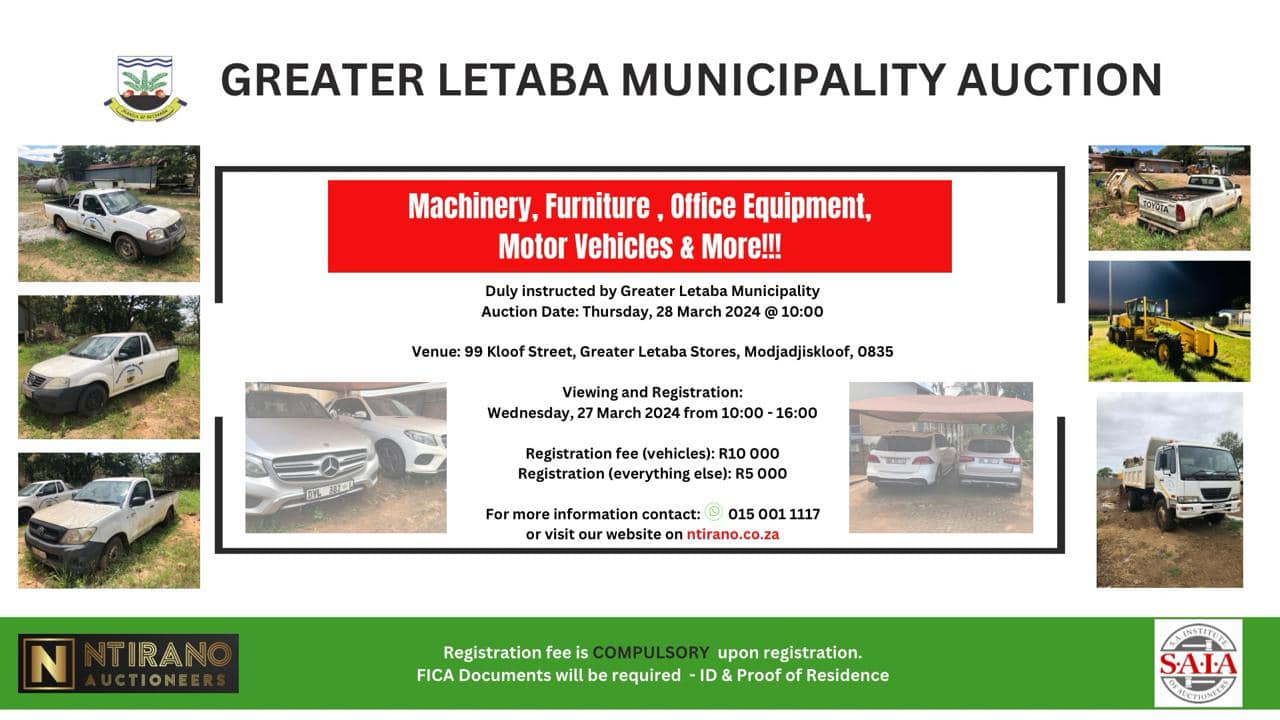 GREATER LETABA MUNICIPALITY AUCTION
Machinery, Furniture , Office Equipment,
Motor Vehicles & More!!!
Duly instructed by Greater Letaba Municipality
Auction Date: Thursday, 28 March 2024 @ 10:00
Venue: 99 Kloof Street, Greater Letaba Stores, Modjadjiskloof, 0835
Viewing and Registration:
Wednesday, 27 March 2024 from 10:00 - 16:00
Registration fee (vehicles): R10 000
Registration (everything else): R5 000
For more information contact: 015 001 1117
or visit our website on ntirano.co.za
TOYOTA
N NTIRANO
AUCTIONEERS
Registration fee is COMPULSORY upon registration.
FICA Documents will be required - ID & Proof of Residence
S.A. INSTITUTE
S·A·I·A
OF AUCTIONEERS